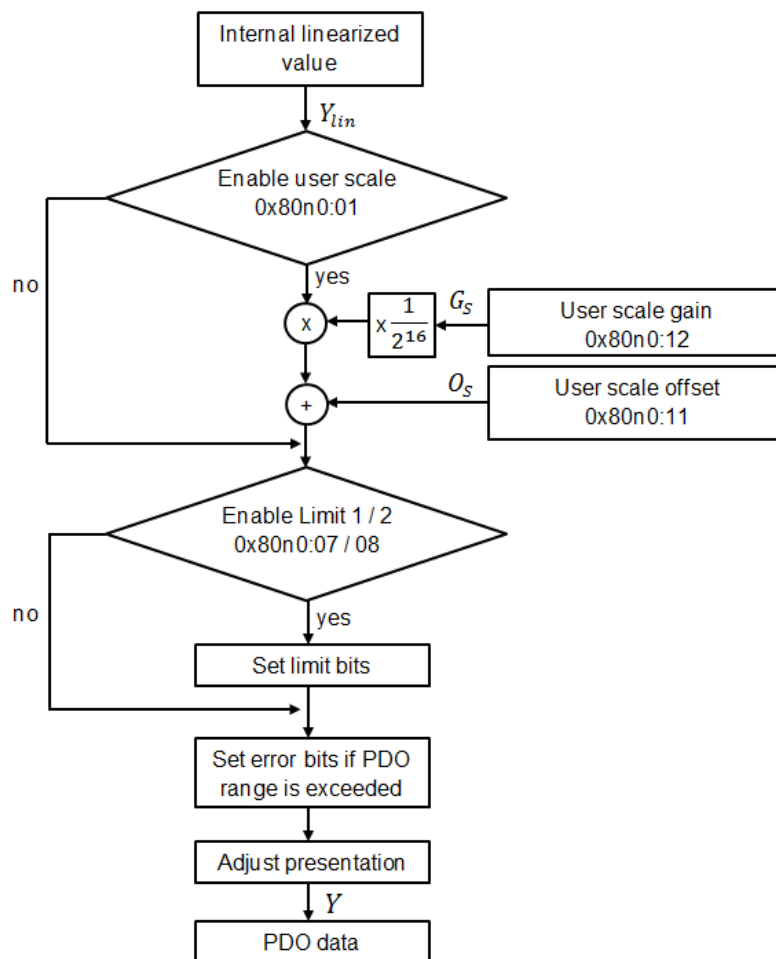 Internal linearized
value
Y_lin
Enable user scale
0x80n0:01
no
yes
x
x 1/2^16
G_S
User scale gain
0x80n0:12
+
O_S
User scale offset
0x80n0:11
Enable Limit 1 / 2
0x80n0:07 / 08
no
yes
Set limit bits
Set error bits if PDO
range is exceeded
Adjust presentation
Y
PDO data